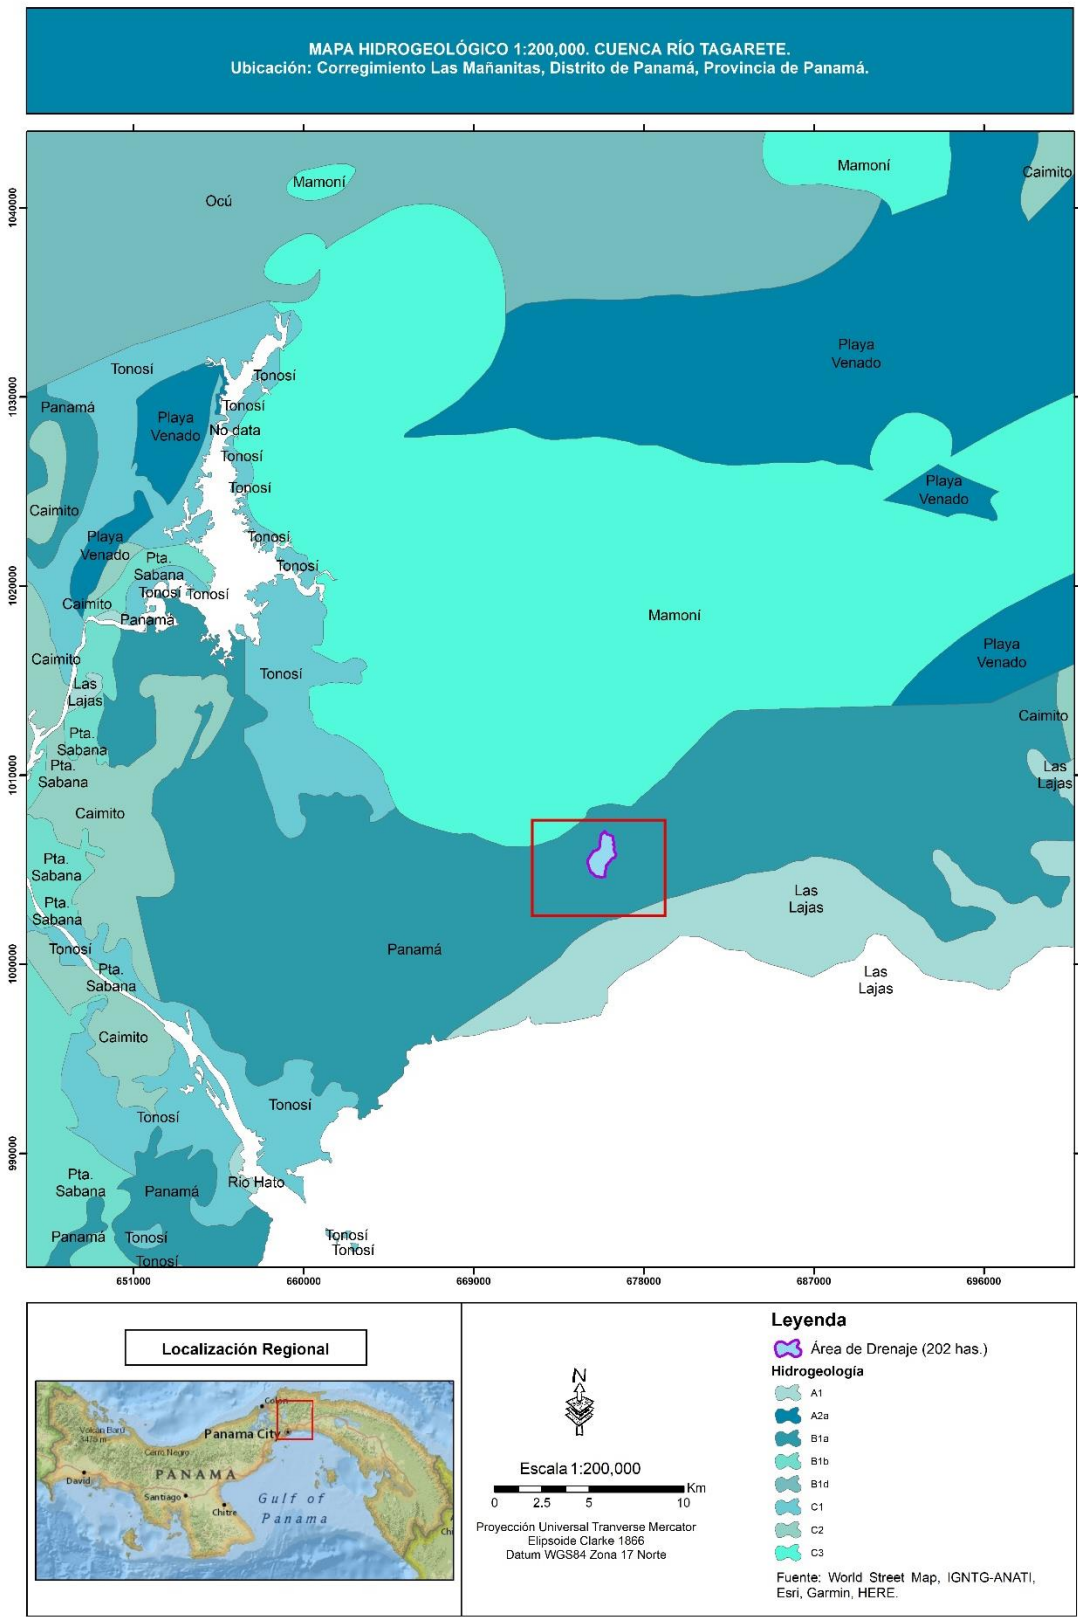 MAPA HIDROGEOLÓGICO 1:200,000. CUENCA RÍO TAGARETE.
Ubicación: Corregimiento Las Mañanitas, Distrito de Panamá, Provincia de Panamá.
Mamoní
Caimito
Mamoní
Ocú
1040000
Playa
Venado
Tonosí
Tonosí
1030000
Panamá
Tonosí
Playa
Venado
No data
Tonosí
Playa
Venado
Tonosí
Caimito
Playa
Venado
Tonosí
Pta.
Sabana
Tonosí
1020000
Tonosí
Tonosí
Caimito
Panamá
Mamoní
Playa
Venado
Caimito
Tonosí
Las
Lajas
Caimito
Pta.
Sabana
Pta.
Sabana
Las
Lajas
1010000
Caimito
Pta.
Sabana
Las
Lajas
Pta.
Sabana
Tonosí
Panamá
1000000
Pta.
Sabana
Las
Lajas
Caimito
Tonosí
Tonosí
990000
Pta.
Sabana
Panamá
Río Hato
Panamá
Tonosí
Tonosí
Tonosí
Tonosí
651000
660000
669000
678000
687000
696000
Localización Regional
Colón
Volcán Barú
3475 m
Panama City
Cerro Negro
PANAMA
David
Santiago
Chitre
Gulf of
Panama
Ch
N
Escala 1:200,000
Km
0 2.5 5 10
Proyección Universal Tranverse Mercator
Elipsoide Clarke 1866
Datum WGS84 Zona 17 Norte
Leyenda
Área de Drenaje (202 has.)
Hidrogeología
A1
A2a
B1a
B1b
B1d
C1
C2
C3
Fuente: World Street Map, IGNTG-ANATI,
Esri, Garmin, HERE.